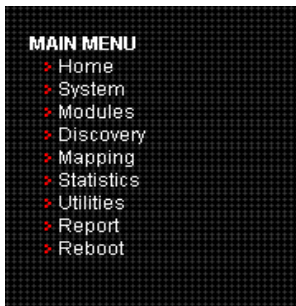 MAIN MENU
> Home
> System
> Modules
> Discovery
> Mapping
> Statistics
> Utilities
> Report
> Reboot